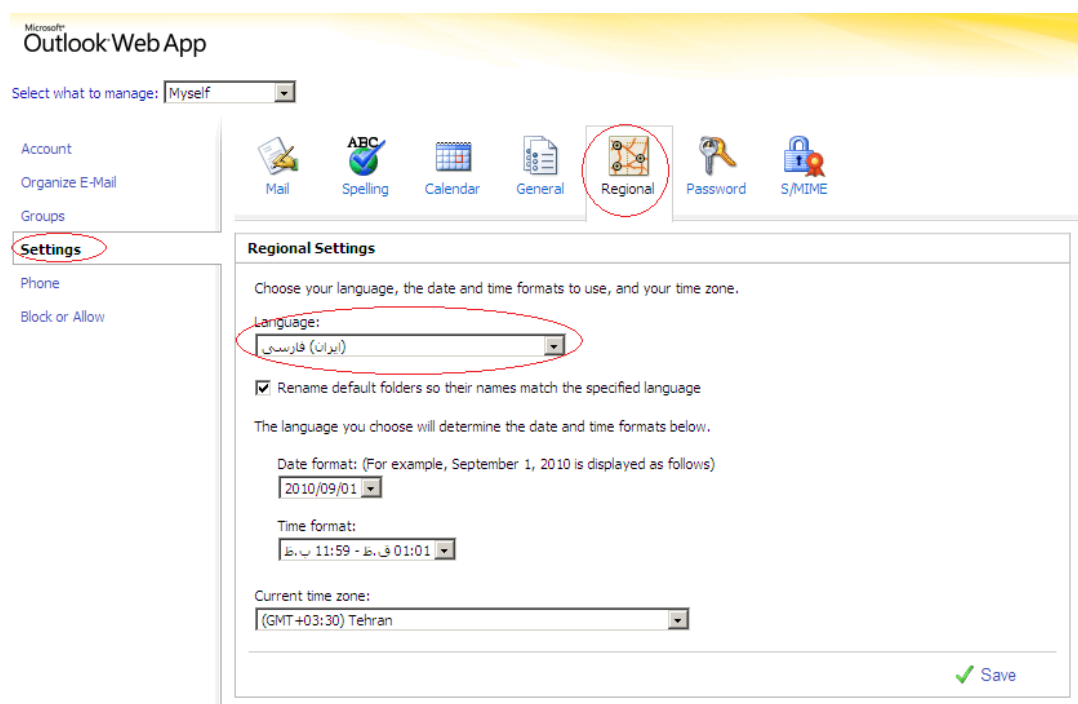 Microsoft®
Outlook Web App
Select what to manage: Myself
Account
Organize E-Mail
Groups
Settings
Phone
Block or Allow
ABC
Mail
Spelling
Calendar
General
Regional
Password
S/MIME
Regional Settings
Choose your language, the date and time formats to use, and your time zone.
Language:
فارسى (ايران)
Rename default folders so their names match the specified language
The language you choose will determine the date and time formats below.
Date format: (For example, September 1, 2010 is displayed as follows)
2010/09/01
Time format:
01:01 ق.ظ - 11:59 ب.ظ
Current time zone:
(GMT+03:30) Tehran
Save